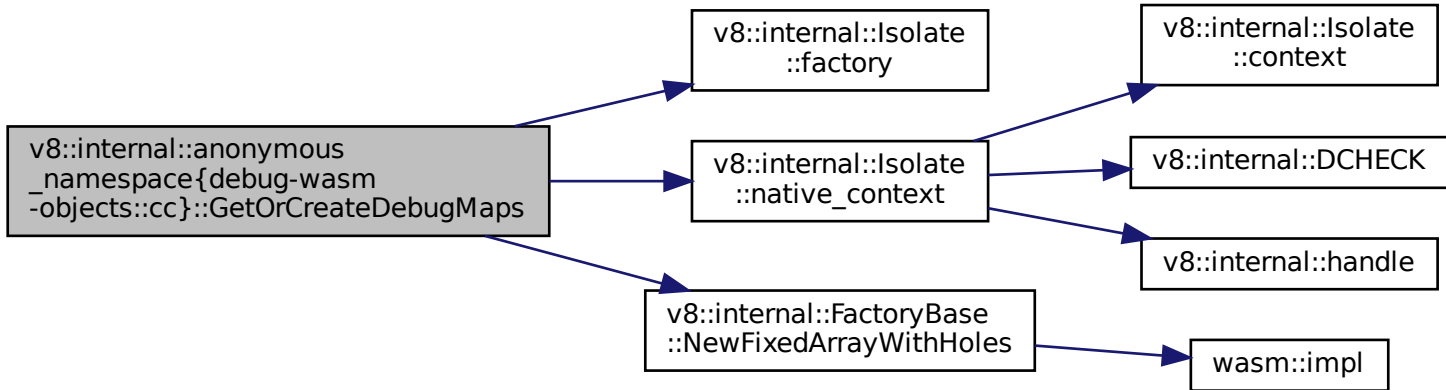 v8::internal::anonymous
_namespace{debug-wasm
-objects::cc}::GetOrCreateDebugMaps
v8::internal::Isolate
::factory
v8::internal::Isolate
::native_context
v8::internal::FactoryBase
::NewFixedArrayWithHoles
v8::internal::Isolate
::context
v8::internal::DCHECK
v8::internal::handle
wasm::impl